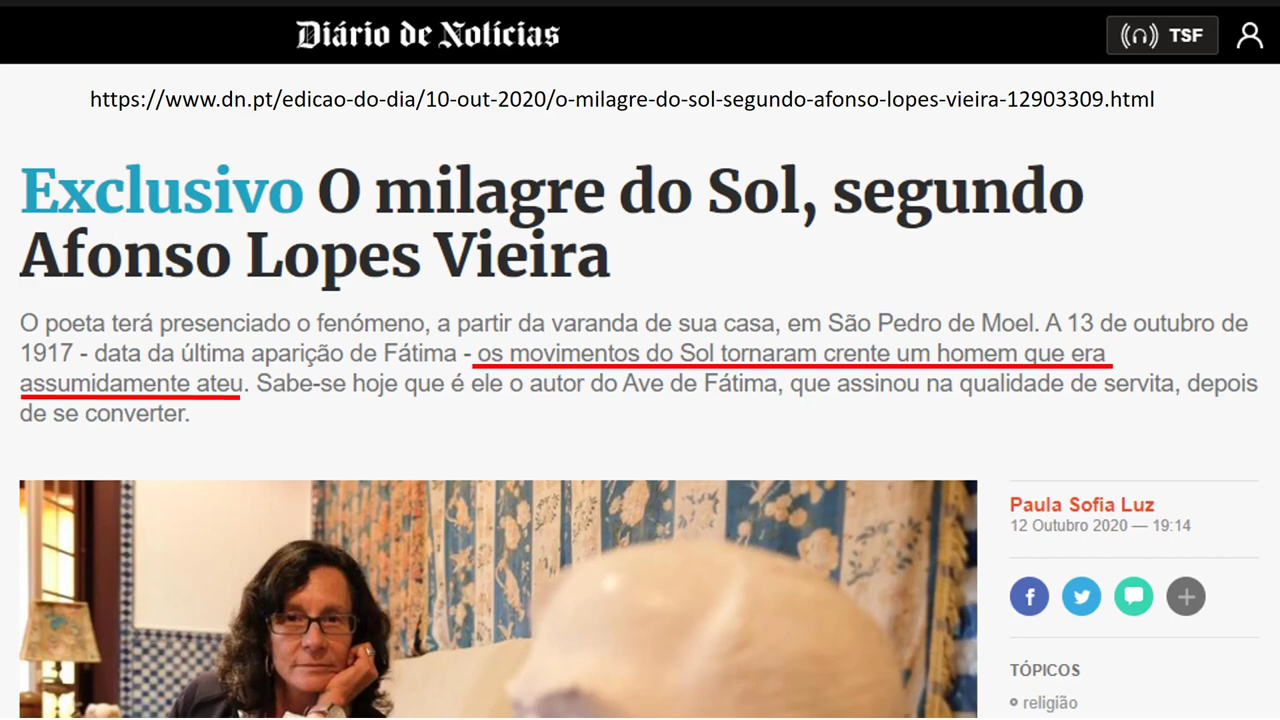 Diário de Notícias
TSF
https://www.dn.pt/edicao-do-dia/10-out-2020/o-milagre-do-sol-segundo-afonso-lopes-vieira-12903309.html
Exclusivo O milagre do Sol, segundo
Afonso Lopes Vieira
O poeta terá presenciado o fenómeno, a partir da varanda de sua casa, em São Pedro de Moel. A 13 de outubro de
1917 - data da última aparição de Fátima - os movimentos do Sol tornaram crente um homem que era
assumidamente ateu. Sabe-se hoje que é ele o autor do Ave de Fátima, que assinou na qualidade de servita, depois
de se converter.
Paula Sofia Luz
12 Outubro 2020 — 19:14
TÓPICOS
religião